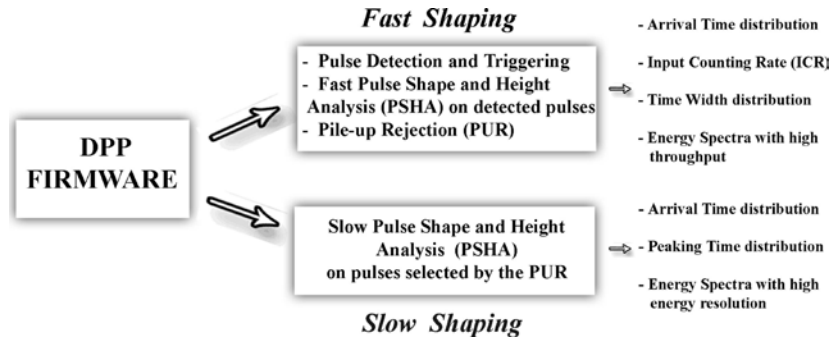 Fast Shaping
DPP
FIRMWARE
- Pulse Detection and Triggering
- Fast Pulse Shape and Height
Analysis (PSHA) on detected pulses
- Pile-up Rejection (PUR)
- Arrival Time distribution
- Input Counting Rate (ICR)
- Time Width distribution
- Energy Spectra with high
throughput
Slow Pulse Shape and Height
Analysis (PSHA)
on pulses selected by the PUR
- Arrival Time distribution
- Peaking Time distribution
- Energy Spectra with high
energy resolution
Slow Shaping